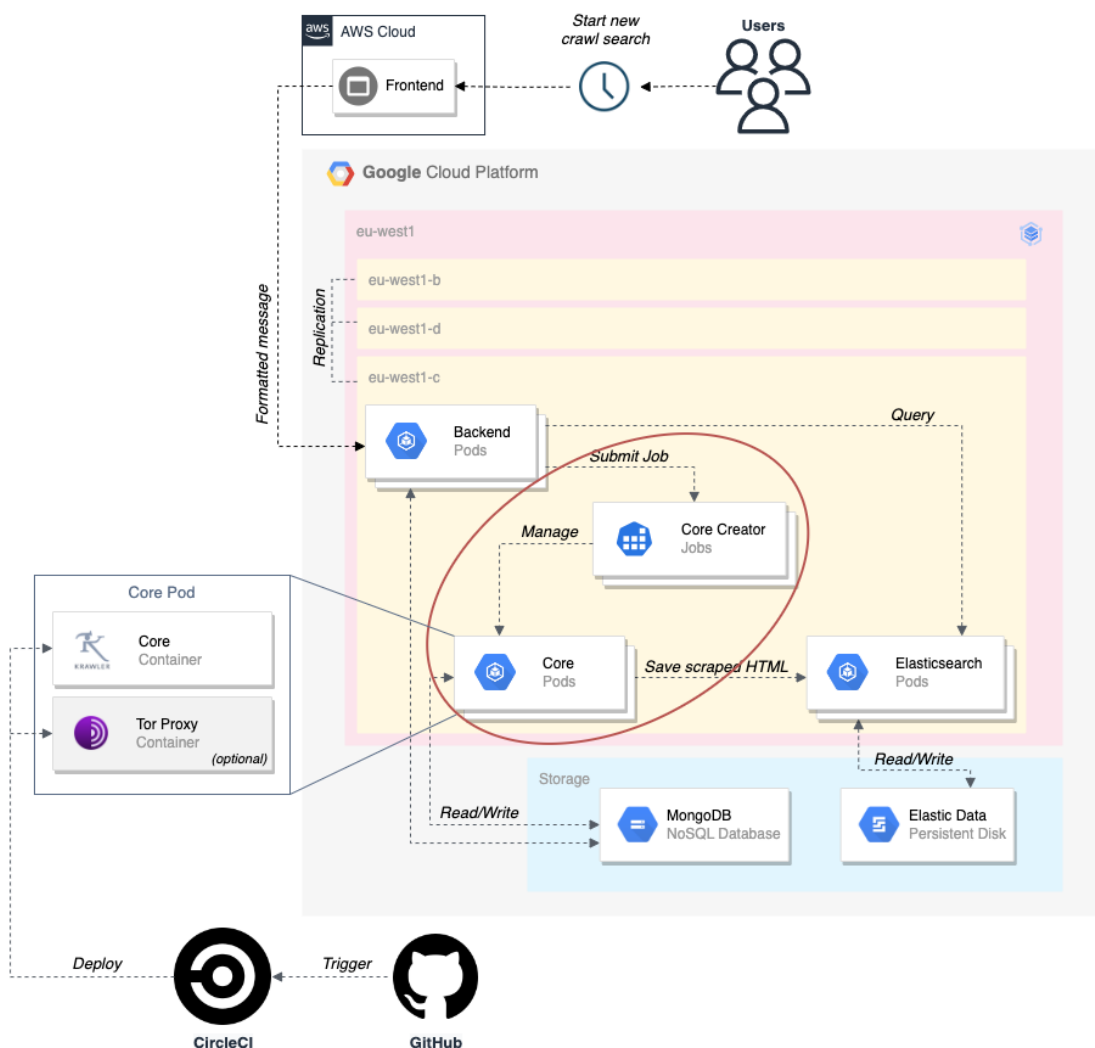 Start new
crawl search
Users
aws
AWS Cloud
Frontend
Google Cloud Platform
eu-west1
eu-west1-b
eu-west1-d
eu-west1-c
Replication
Formatted message
Backend
Pods
Query
Submit Job
Core Creator
Jobs
Manage
Core Pod
Core
Container
KRAWLER
Tor Proxy
Container
(optional)
Core
Pods
Save scraped HTML
Elasticsearch
Pods
Read/Write
Storage
MongoDB
NoSQL Database
Elastic Data
Persistent Disk
Read/Write
Deploy
Trigger
CircleCI
GitHub